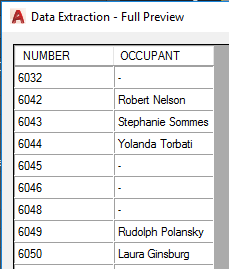 Data Extraction - Full Preview
NUMBER OCCUPANT
6032 -
6042 Robert Nelson
6043 Stephanie Sommes
6044 Yolanda Torbati
6045 -
6046 -
6048 -
6049 Rudolph Polansky
6050 Laura Ginsburg